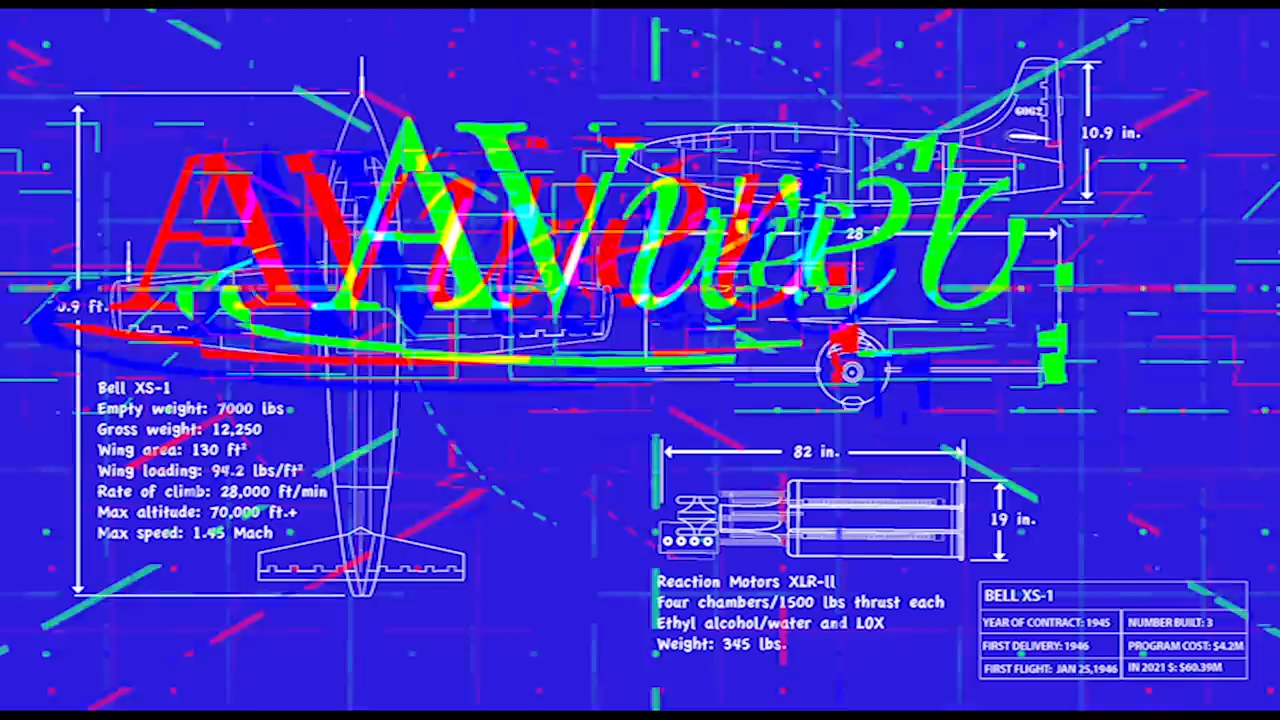 6062
10.9 in.
28
.0.9 ft.
Bell XS-1
Empty weight: 7000 lbs
Gross weight: 12,250
Wing area: 130 ft²
Wing loading: 94.2 lbs/ft²
Rate of climb: 28,000 ft/min
Max altitude: 70,000 ft.+
Max speed: 1.45 Mach
82 in.
19 in.
Reaction Motors XLR-ll
Four chambers/1500 lbs thrust each
Ethyl alcohol/water and LOX
Weight: 345 lbs.
BELL XS-1
YEAR OF CONTRACT: 1945
NUMBER BUILT: 3
FIRST DELIVERY: 1946
PROGRAM COST: $4.2M
FIRST FLIGHT: JAN 25,1946
IN 2021 $: $60.39M